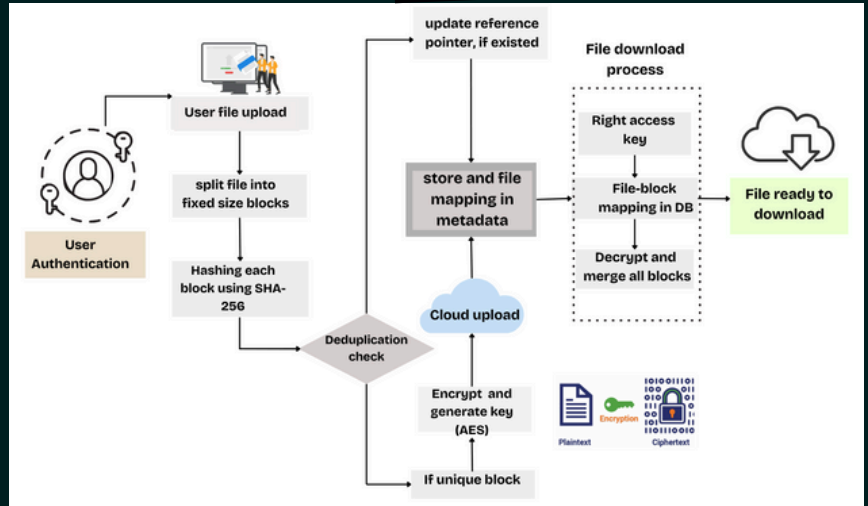 User
Authentication
User file upload
split file into
fixed size blocks
Hashing each
block using SHA-
256
Deduplication
check
update reference
pointer, if existed
store and file
mapping in
metadata
Cloud upload
Encrypt and
generate key
(AES)
If unique block
Plaintext
Encryption
1010011101
Ciphertext
File download
process
Right access
key
File-block
mapping in DB
Decrypt and
merge all blocks
File ready to
download